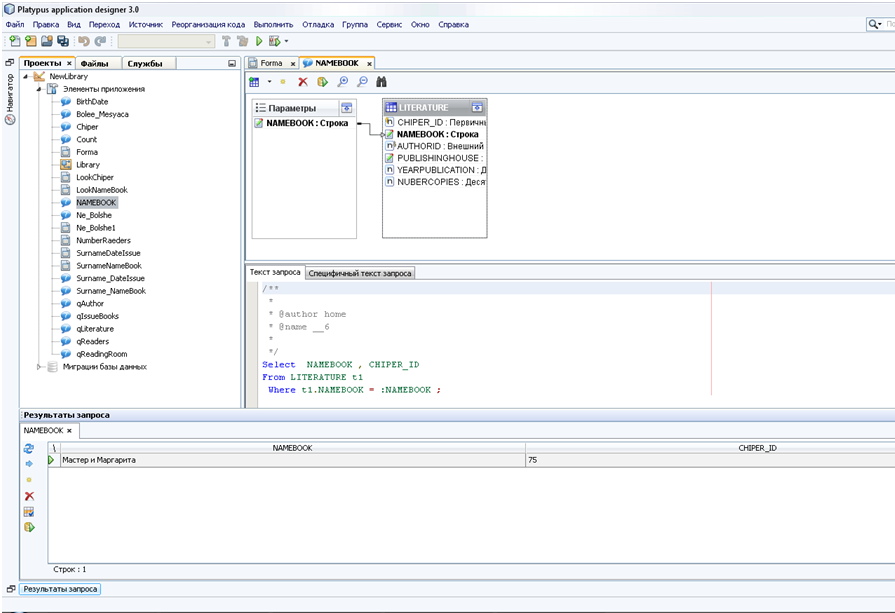 Platypus application designer 3.0
Файл Правка Вид Переход Источник Реорганизация кода Выполнить Отладка Группа Сервис Окно Справка
Проекты × Файлы Службы
Навигатор
NewLibrary
Элементы приложения
BirthDate
Bolee_Mesyaca
Chiper
Count
Forma
Library
LookChiper
LookNameBook
NAMEBOOK
Ne_Bolshe
Ne_Bolshe1
NumberRaeders
SurnameDateIssue
SurnameNameBook
Surname_DateIssue
Surname_NameBook
qAuthor
qIssueBooks
qLiterature
qReaders
qReadingRoom
Миграции базы данных
Forma × NAMEBOOK ×
Параметры
NAMEBOOK : Строка
LITERATURE
CHIPER_ID : Первичн
NAMEBOOK : Строка
AUTHORID : Внешний
PUBLISHINGHOUSE :
YEARPUBLICATION : Д
NUBERCOPIES : Деся
Текст запроса Специфичный текст запроса
/**
*
* @author home
* @name __6
*
*/
Select NAMEBOOK , CHIPER_ID
From LITERATURE t1
Where t1.NAMEBOOK = :NAMEBOOK ;
Результаты запроса
NAMEBOOK ×
\ NAMEBOOK CHIPER_ID
Мастер и Маргарита 75
Строк : 1
Результаты запроса